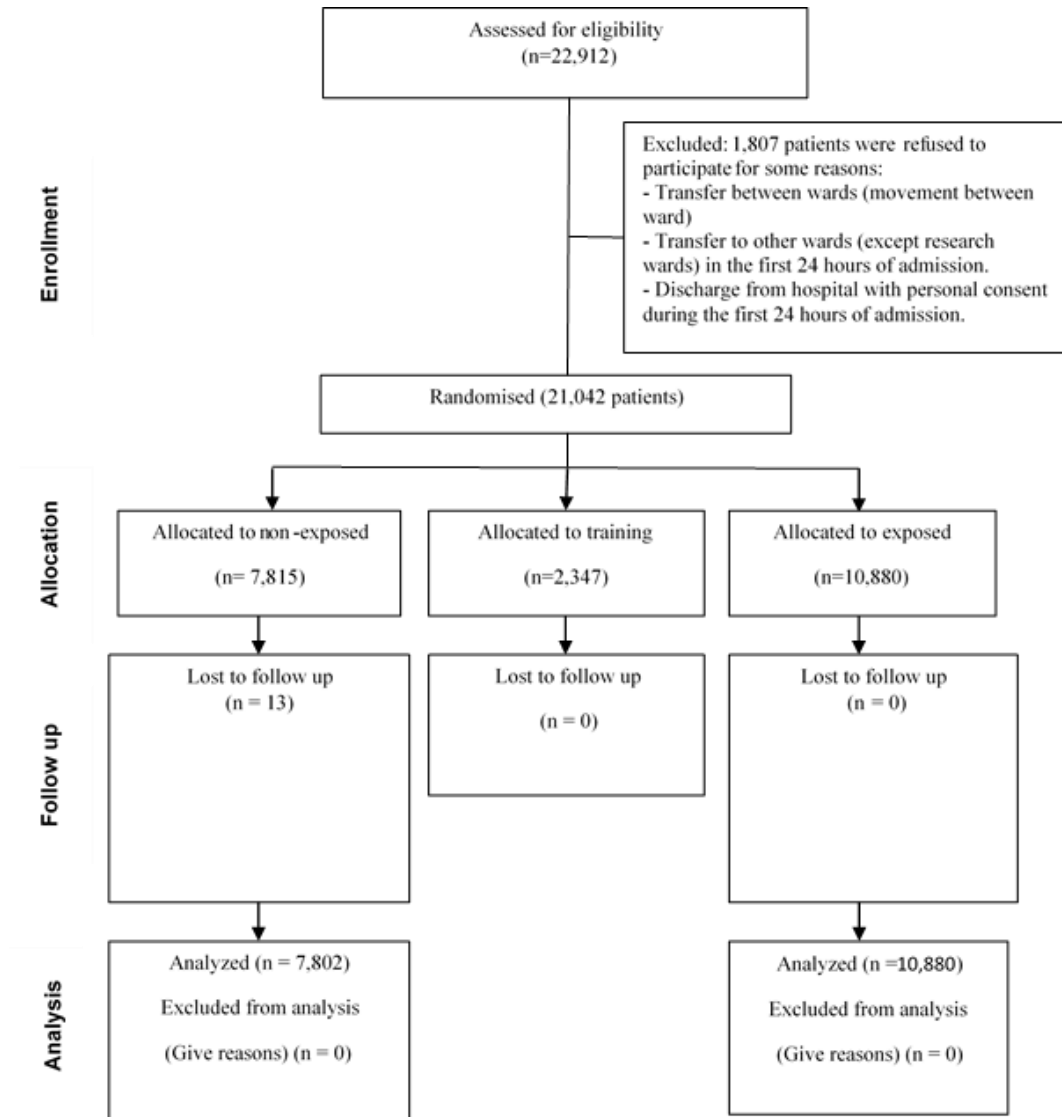 Assessed for eligibility
(n=22,912)
Enrollment
Excluded: 1,807 patients were refused to
participate for some reasons:
- Transfer between wards (movement between
ward)
- Transfer to other wards (except research
wards) in the first 24 hours of admission.
- Discharge from hospital with personal consent
during the first 24 hours of admission.
Randomised (21,042 patients)
Allocation
Allocated to non-exposed
(n= 7,815)
Allocated to training
(n=2,347)
Allocated to exposed
(n=10,880)
Follow up
Lost to follow up
(n = 13)
Lost to follow up
(n = 0)
Lost to follow up
(n = 0)
Analysis
Analyzed (n = 7,802)
Excluded from analysis
(Give reasons) (n = 0)
Analyzed (n =10,880)
Excluded from analysis
(Give reasons) (n = 0)